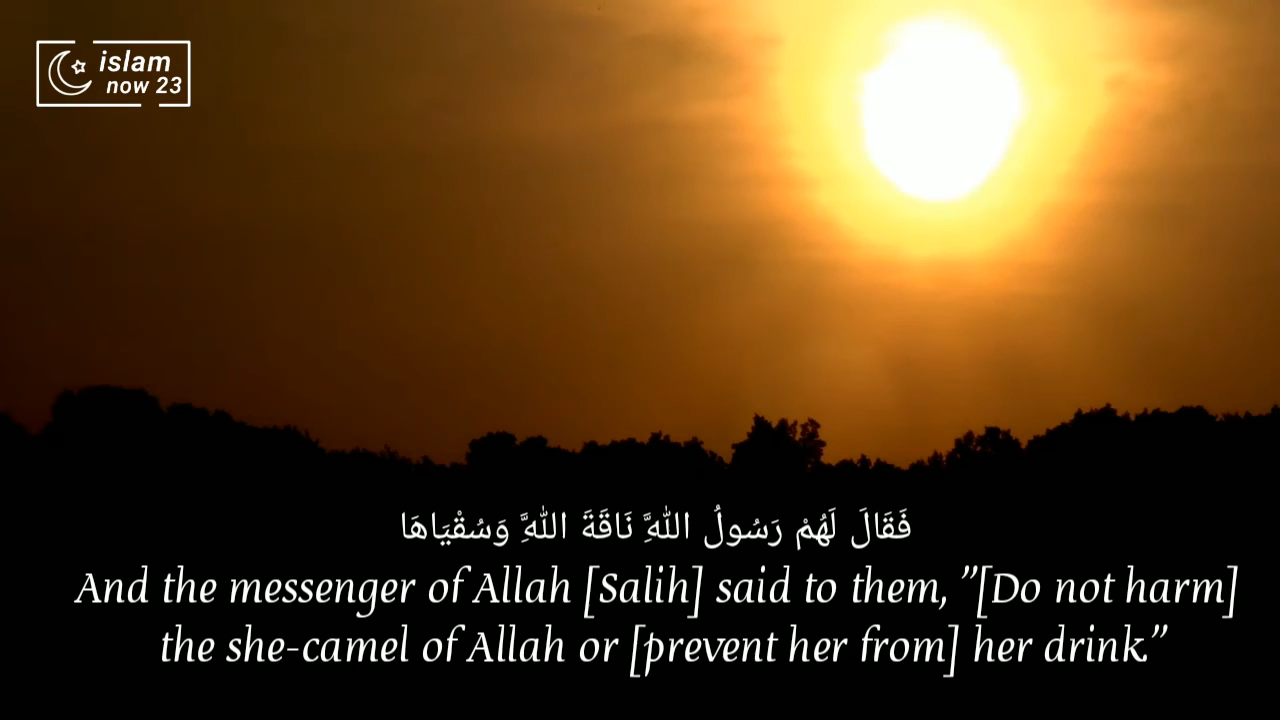 islam
now 23
فَقَالَ لَهُمْ رَسُولُ اللَّهِ نَاقَةَ اللَّهِ وَسُقْيَاهَا
And the messenger of Allah [Salih] said to them, ”[Do not harm]
the she-camel of Allah or [prevent her from] her drink.”